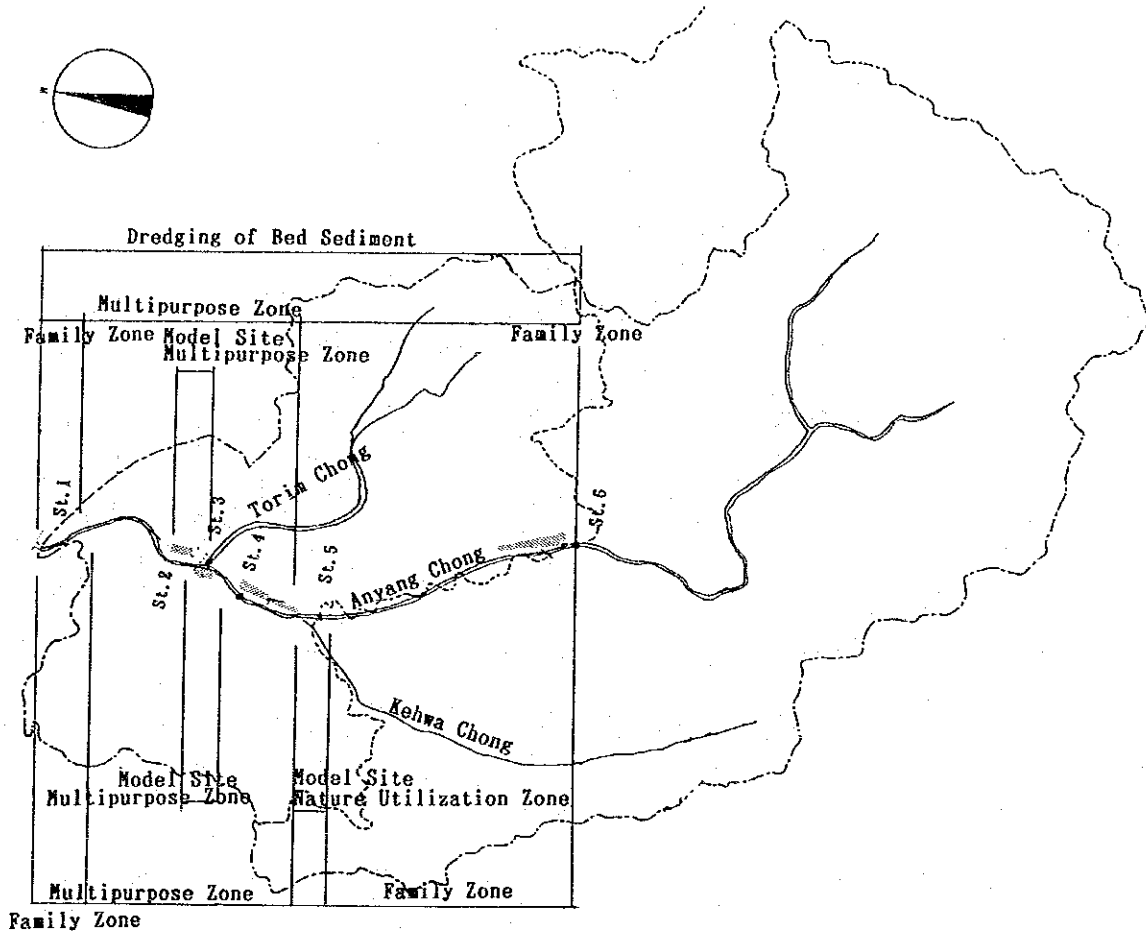 N
Dredging of Bed Sediment
Multipurpose Zone
Family Zone
Model Site
Multipurpose Zone
Family Zone
St.1
St.2
St.3
Torim Chong
St.4
St.5
Anyang Chong
St.6
Kehwa Chong
Model Site
Multipurpose Zone
Model Site
Nature Utilization Zone
Multipurpose Zone
Family Zone
Family Zone